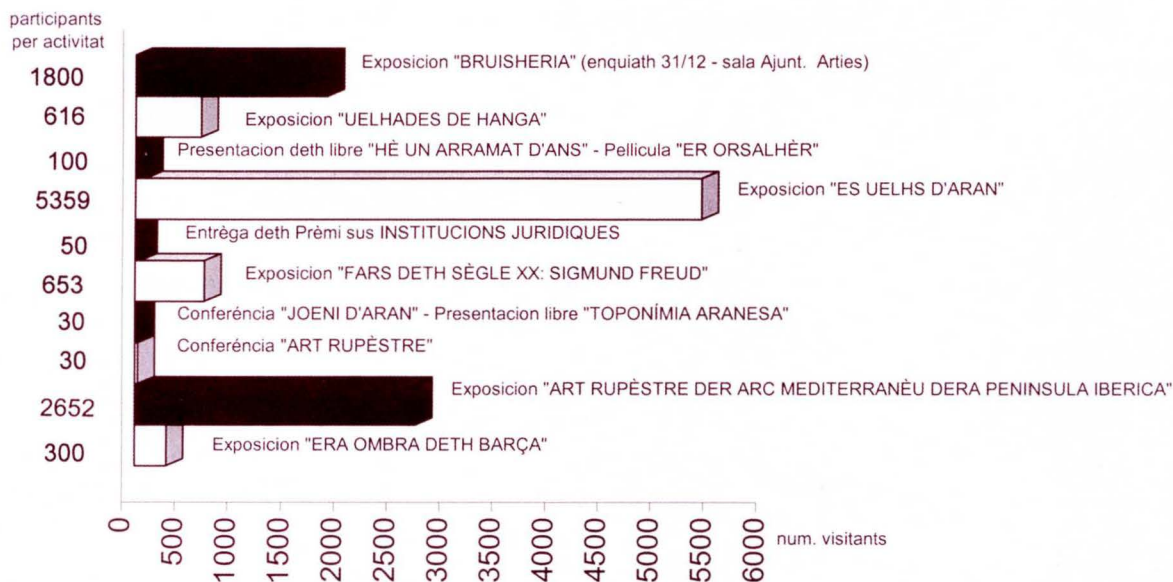 participants
per activitat
1800
Exposicion "BRUISHERIA" (enquiath 31/12 - sala Ajunt. Arties)
616
Exposicion "UELHADES DE HANGA"
100
Presentacion deth libre "HÈ UN ARRAMAT D'ANS" - Pellicula "ER ORSALHÈR"
5359
Exposicion "ES UELHS D'ARAN"
50
Entrèga deth Prèmi sus INSTITUCIONS JURIDIQUES
653
Exposicion "FARS DETH SÈGLE XX: SIGMUND FREUD"
30
Conferéncia "JOENI D'ARAN" - Presentacion libre "TOPONÍMIA ARANESA"
30
Conferéncia "ART RUPÈSTRE"
2652
Exposicion "ART RUPÈSTRE DER ARC MEDITERRANÈU DERA PENINSULA IBERICA"
300
Exposicion "ERA OMBRA DETH BARÇA"
0 500 1000 1500 2000 2500 3000 3500 4000 4500 5000 5500 6000
num. visitants